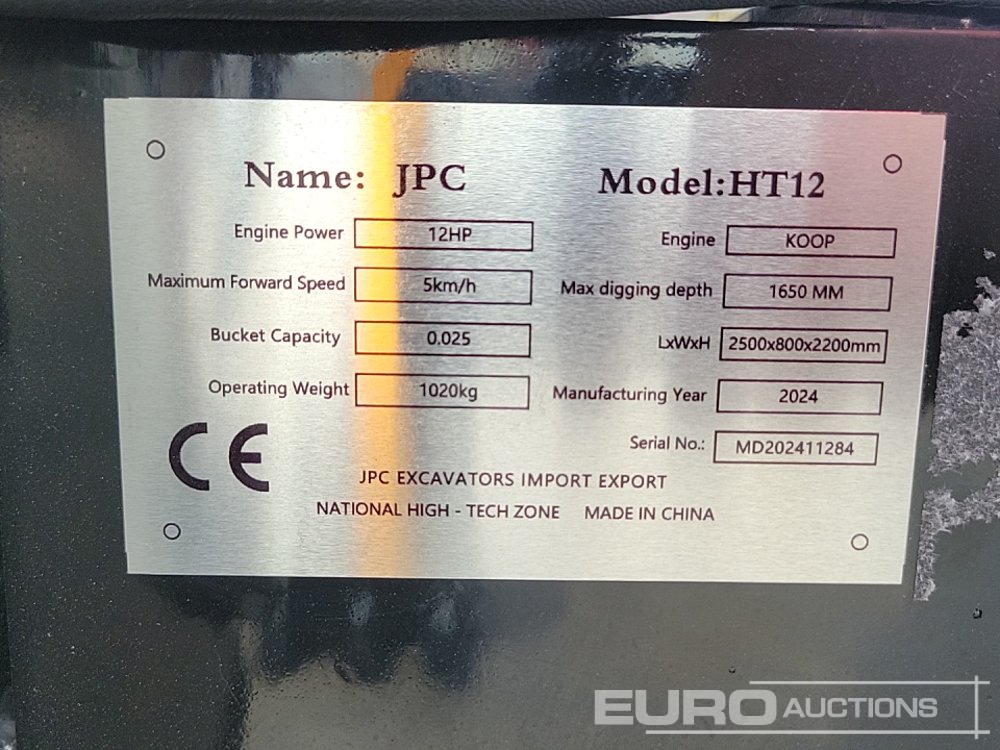 Name: JPC Model:HT12
Engine Power 12HP Engine KOOP
Maximum Forward Speed 5km/h Max digging depth 1650 MM
Bucket Capacity 0.025 LxWxH 2500x800x2200mm
Operating Weight 1020kg Manufacturing Year 2024
CE Serial No.: MD202411284
JPC EXCAVATORS IMPORT EXPORT
NATIONAL HIGH - TECH ZONE MADE IN CHINA
EURO AUCTIONS